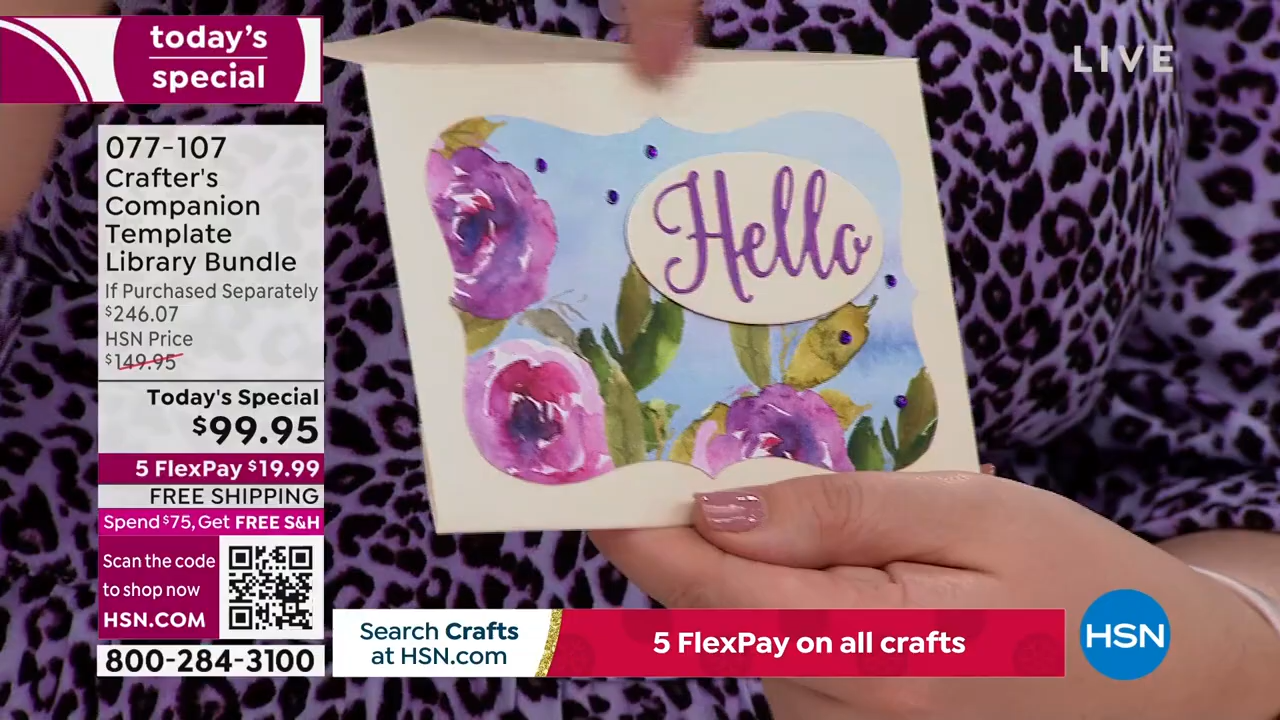 today's
special
LIVE
077-107
Crafter's
Companion
Template
Library Bundle
If Purchased Separately
$246.07
HSN Price
$149.95
Today's Special
$99.95
5 FlexPay $19.99
FREE SHIPPING
Spend $75, Get FREE S&H
Scan the code
to shop now
HSN.COM
800-284-3100
Hello
Search Crafts
at HSN.com
5 FlexPay on all crafts
HSN